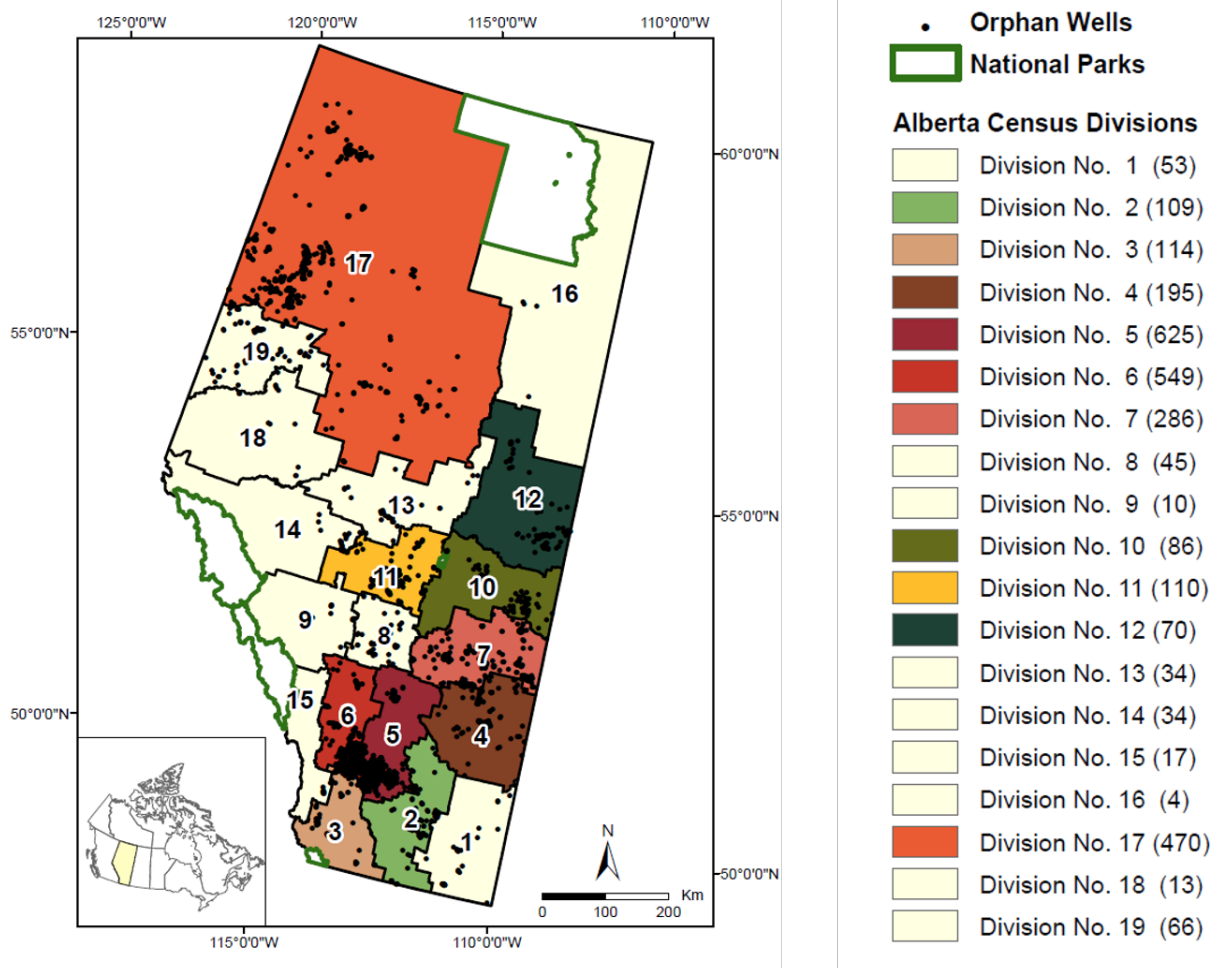 125°0'0"W 120°0'0"W 115°0'0"W 110°0'0"W
60°0'0"N
55°0'0"N
55°0'0"N
50°0'0"N
50°0'0"N
115°0'0"W 110°0'0"W
17
16
19
18
12
13
14
11
10
9
8
7
15
6
5
4
2
3
1
N
Km
0 100 200
Orphan Wells
National Parks
Alberta Census Divisions
Division No. 1 (53)
Division No. 2 (109)
Division No. 3 (114)
Division No. 4 (195)
Division No. 5 (625)
Division No. 6 (549)
Division No. 7 (286)
Division No. 8 (45)
Division No. 9 (10)
Division No. 10 (86)
Division No. 11 (110)
Division No. 12 (70)
Division No. 13 (34)
Division No. 14 (34)
Division No. 15 (17)
Division No. 16 (4)
Division No. 17 (470)
Division No. 18 (13)
Division No. 19 (66)